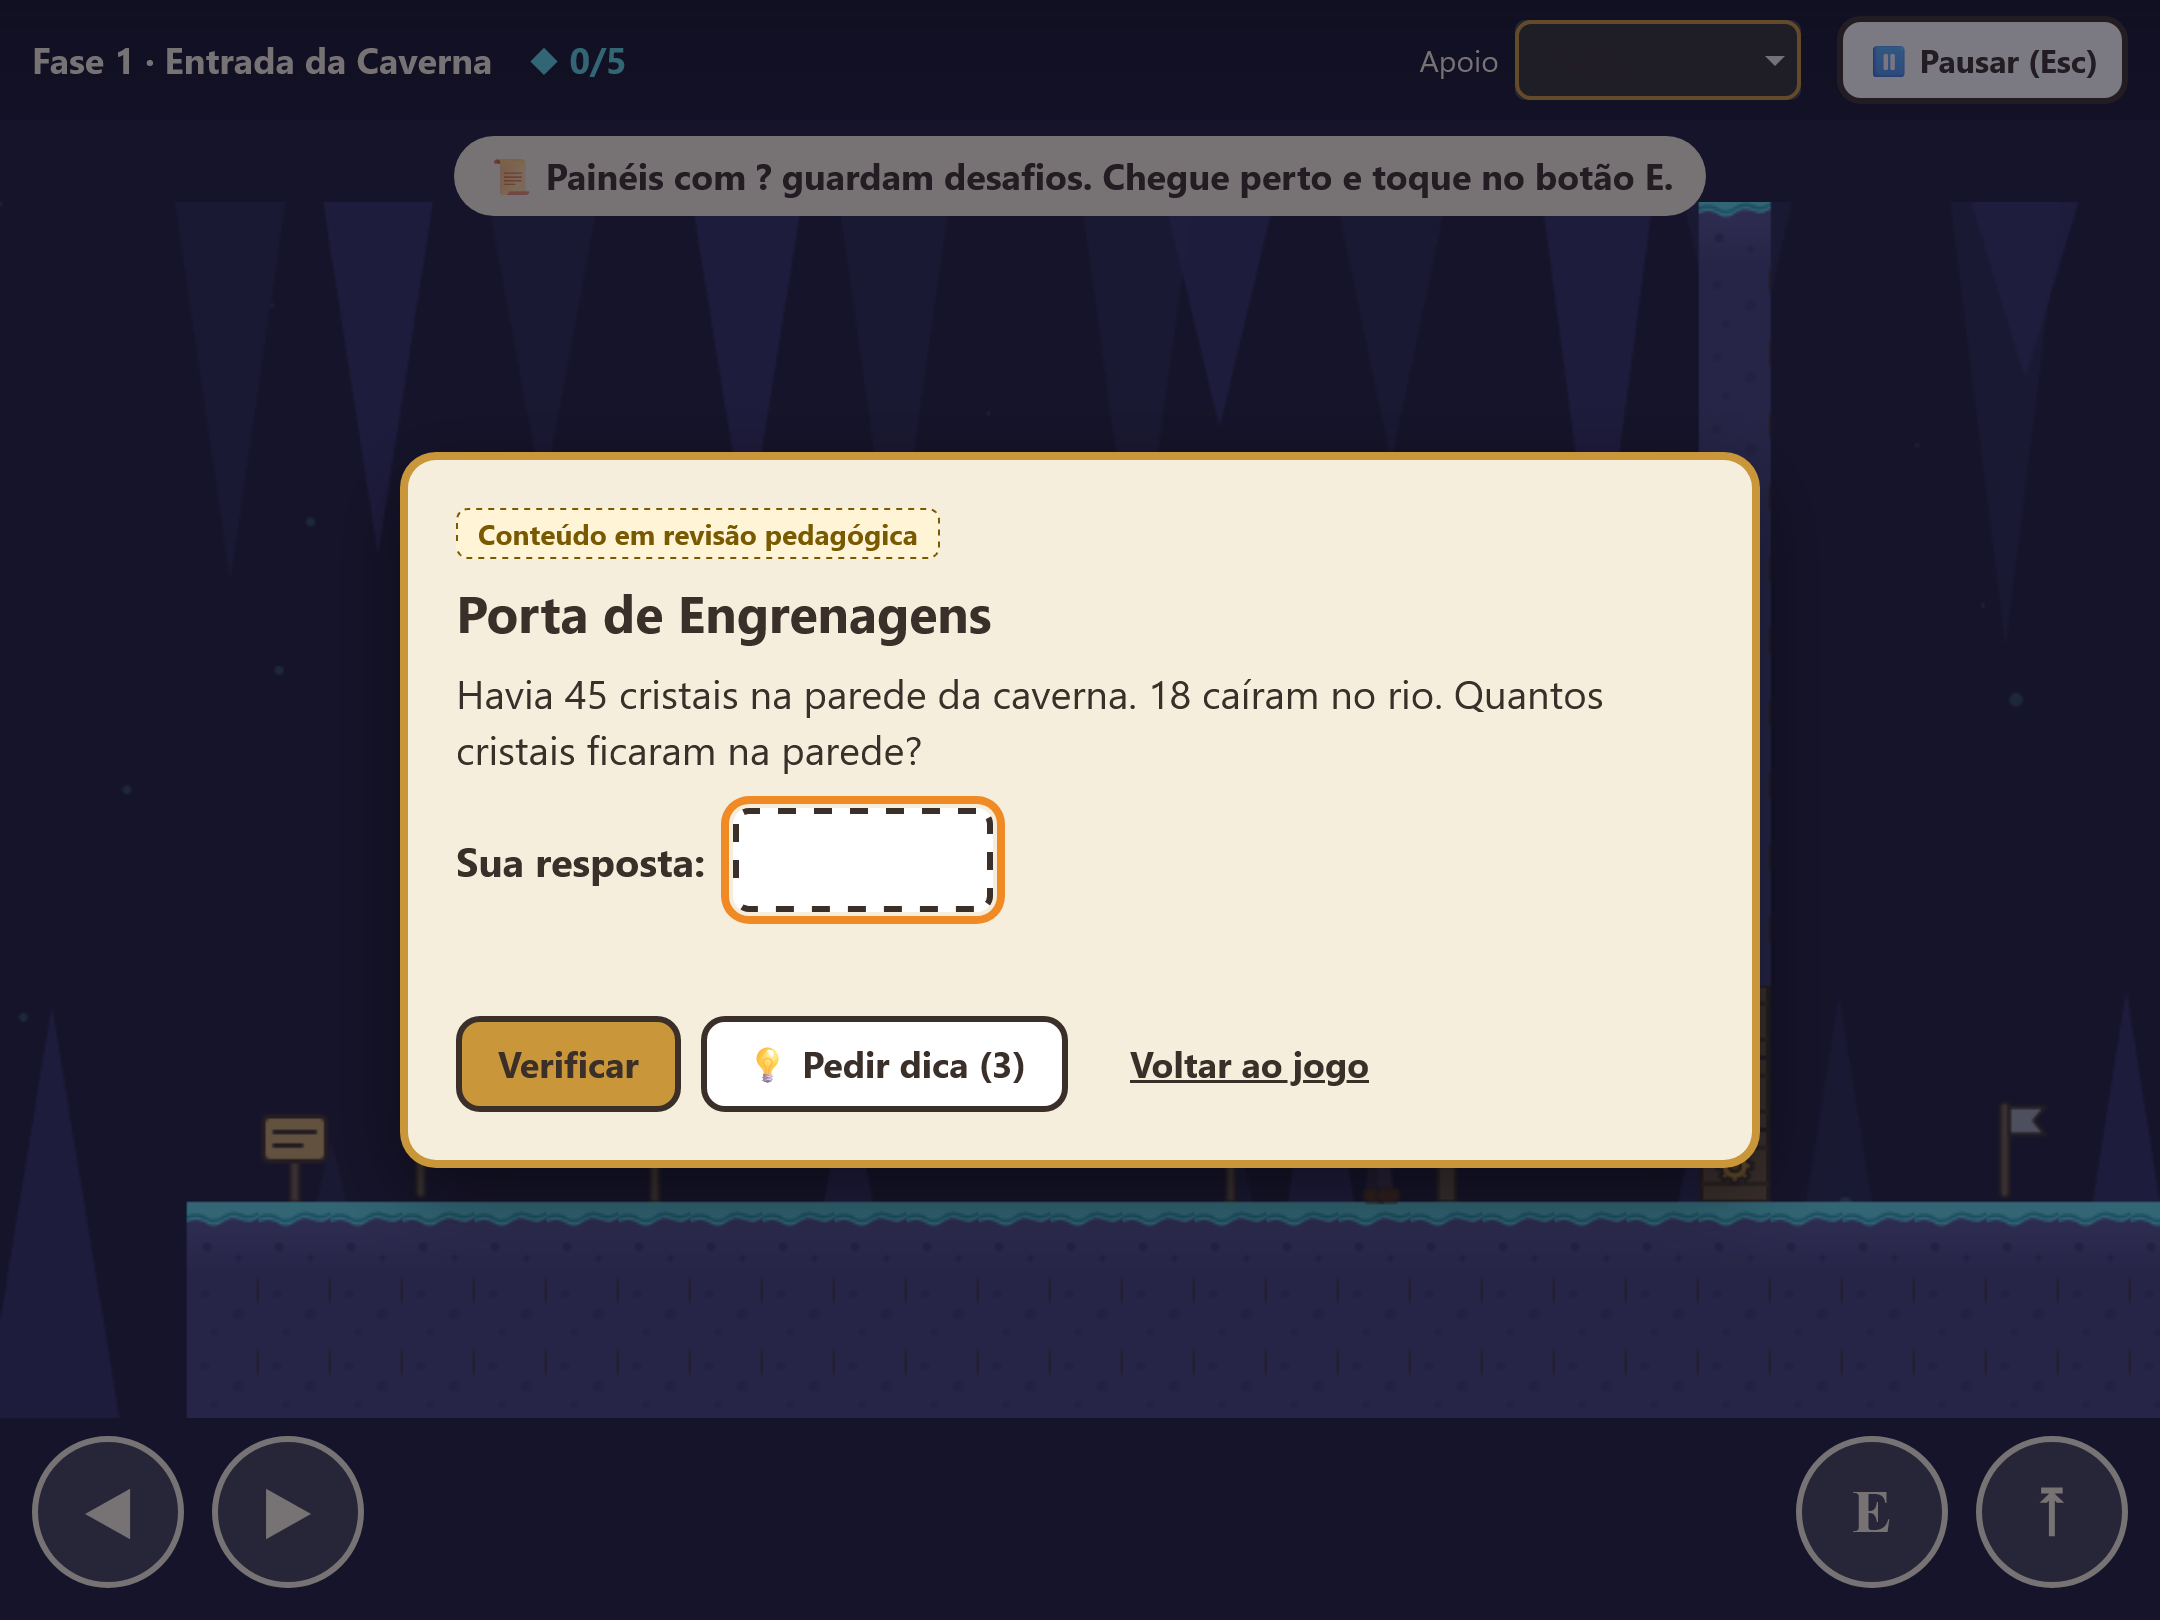 Fase 1 · Entrada da Caverna
0/5
Apoio
Pausar (Esc)
Painéis com ? guardam desafios. Chegue perto e toque no botão E.
Conteúdo em revisão pedagógica
Porta de Engrenagens
Havia 45 cristais na parede da caverna. 18 caíram no rio. Quantos
cristais ficaram na parede?
Sua resposta:
Verificar
Pedir dica (3)
Voltar ao jogo
E